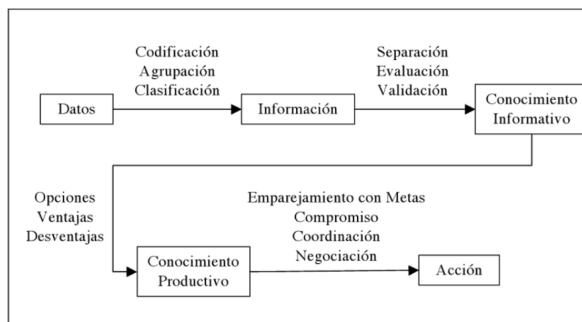 Codificación
Agrupación
Clasificación
Separación
Evaluación
Validación
Datos
Información
Conocimiento
Informativo
Opciones
Ventajas
Desventajas
Emparejamiento con Metas
Compromiso
Coordinación
Negociación
Conocimiento
Productivo
Acción